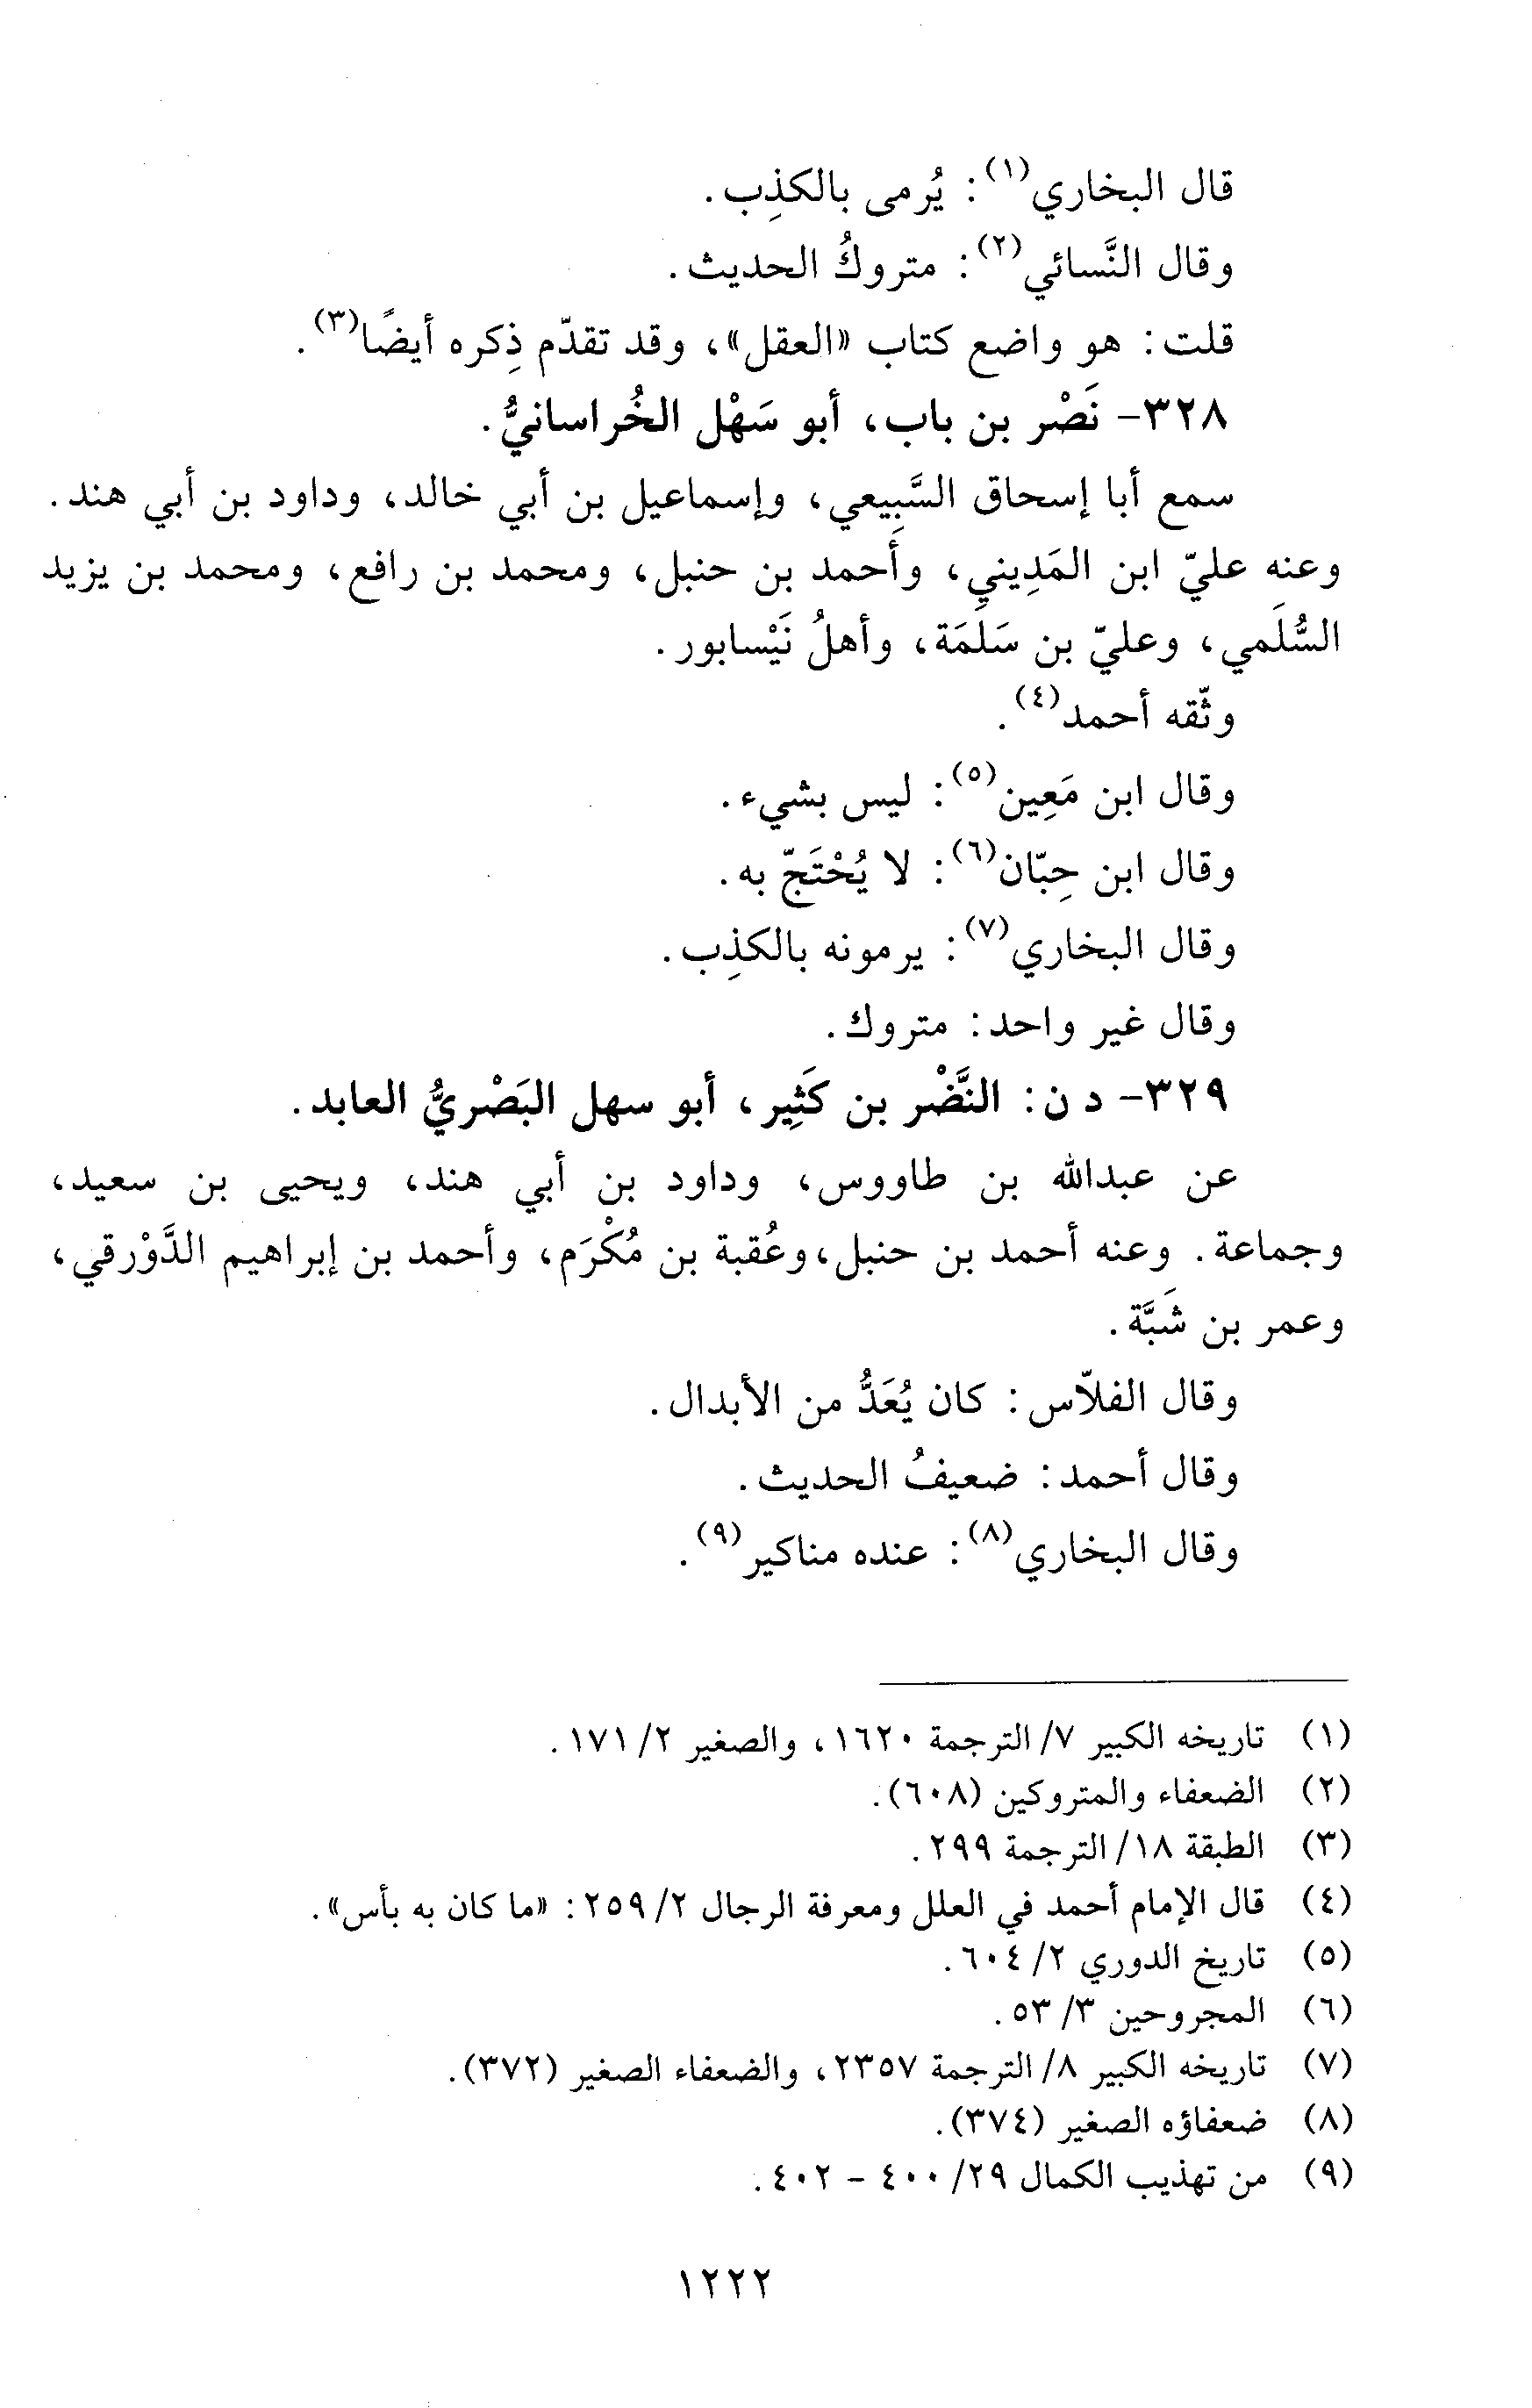 قال البخاري(١): يُرمى بالكذِب.
وقال النَّسائي(٢): متروكُ الحديث.
قلت: هو واضع كتاب «العقل»، وقد تقدّم ذِكره أيضًا(٣).
٣٢٨- نَصْر بن باب، أبو سَهْل الخُراسانيُّ.
سمع أبا إسحاق السَّبِيعي، وإسماعيل بن أبي خالد، وداود بن أبي هند.
وعنه عليّ ابن المَدِيني، وأَحمد بن حنبل، ومحمد بن رافع، ومحمد بن يزيد
السُّلَمي، وعليّ بن سَلَمَة، وأهلُ نَيْسابور.
وثّقه أحمد(٤).
وقال ابن مَعِين(٥): ليس بشيء.
وقال ابن حِبّان(٦): لا يُحْتَجّ به.
وقال البخاري(٧): يرمونه بالكذِب.
وقال غير واحد: متروك.
٣٢٩- د ن: النَّضْر بن كَثِير، أبو سهل البَصْريُّ العابد.
عن عبدالله بن طاووس، وداود بن أبي هند، ويحيى بن سعيد،
وجماعة. وعنه أحمد بن حنبل، وعُقبة بن مُكْرَم، وأحمد بن إبراهيم الدَّوْرقي،
وعمر بن شَبَّة.
وقال الفلاّس: كان يُعَدُّ من الأبدال.
وقال أحمد: ضعيفُ الحديث.
وقال البخاري(٨): عنده مناكير(٩).
(١) تاريخه الكبير ٧/ الترجمة ١٦٢٠، والصغير ٢/ ١٧١.
(٢) الضعفاء والمتروكين (٦٠٨).
(٣) الطبقة ١٨/ الترجمة ٢٩٩.
(٤) قال الإمام أحمد في العلل ومعرفة الرجال ٢/ ٢٥٩: «ما كان به بأس».
(٥) تاريخ الدوري ٢/ ٦٠٤.
(٦) المجروحين ٣/ ٥٣.
(٧) تاريخه الكبير ٨/ الترجمة ٢٣٥٧، والضعفاء الصغير (٣٧٢).
(٨) ضعفاؤه الصغير (٣٧٤).
(٩) من تهذيب الكمال ٢٩/ ٤٠٠ - ٤٠٢.
١٢٢٢